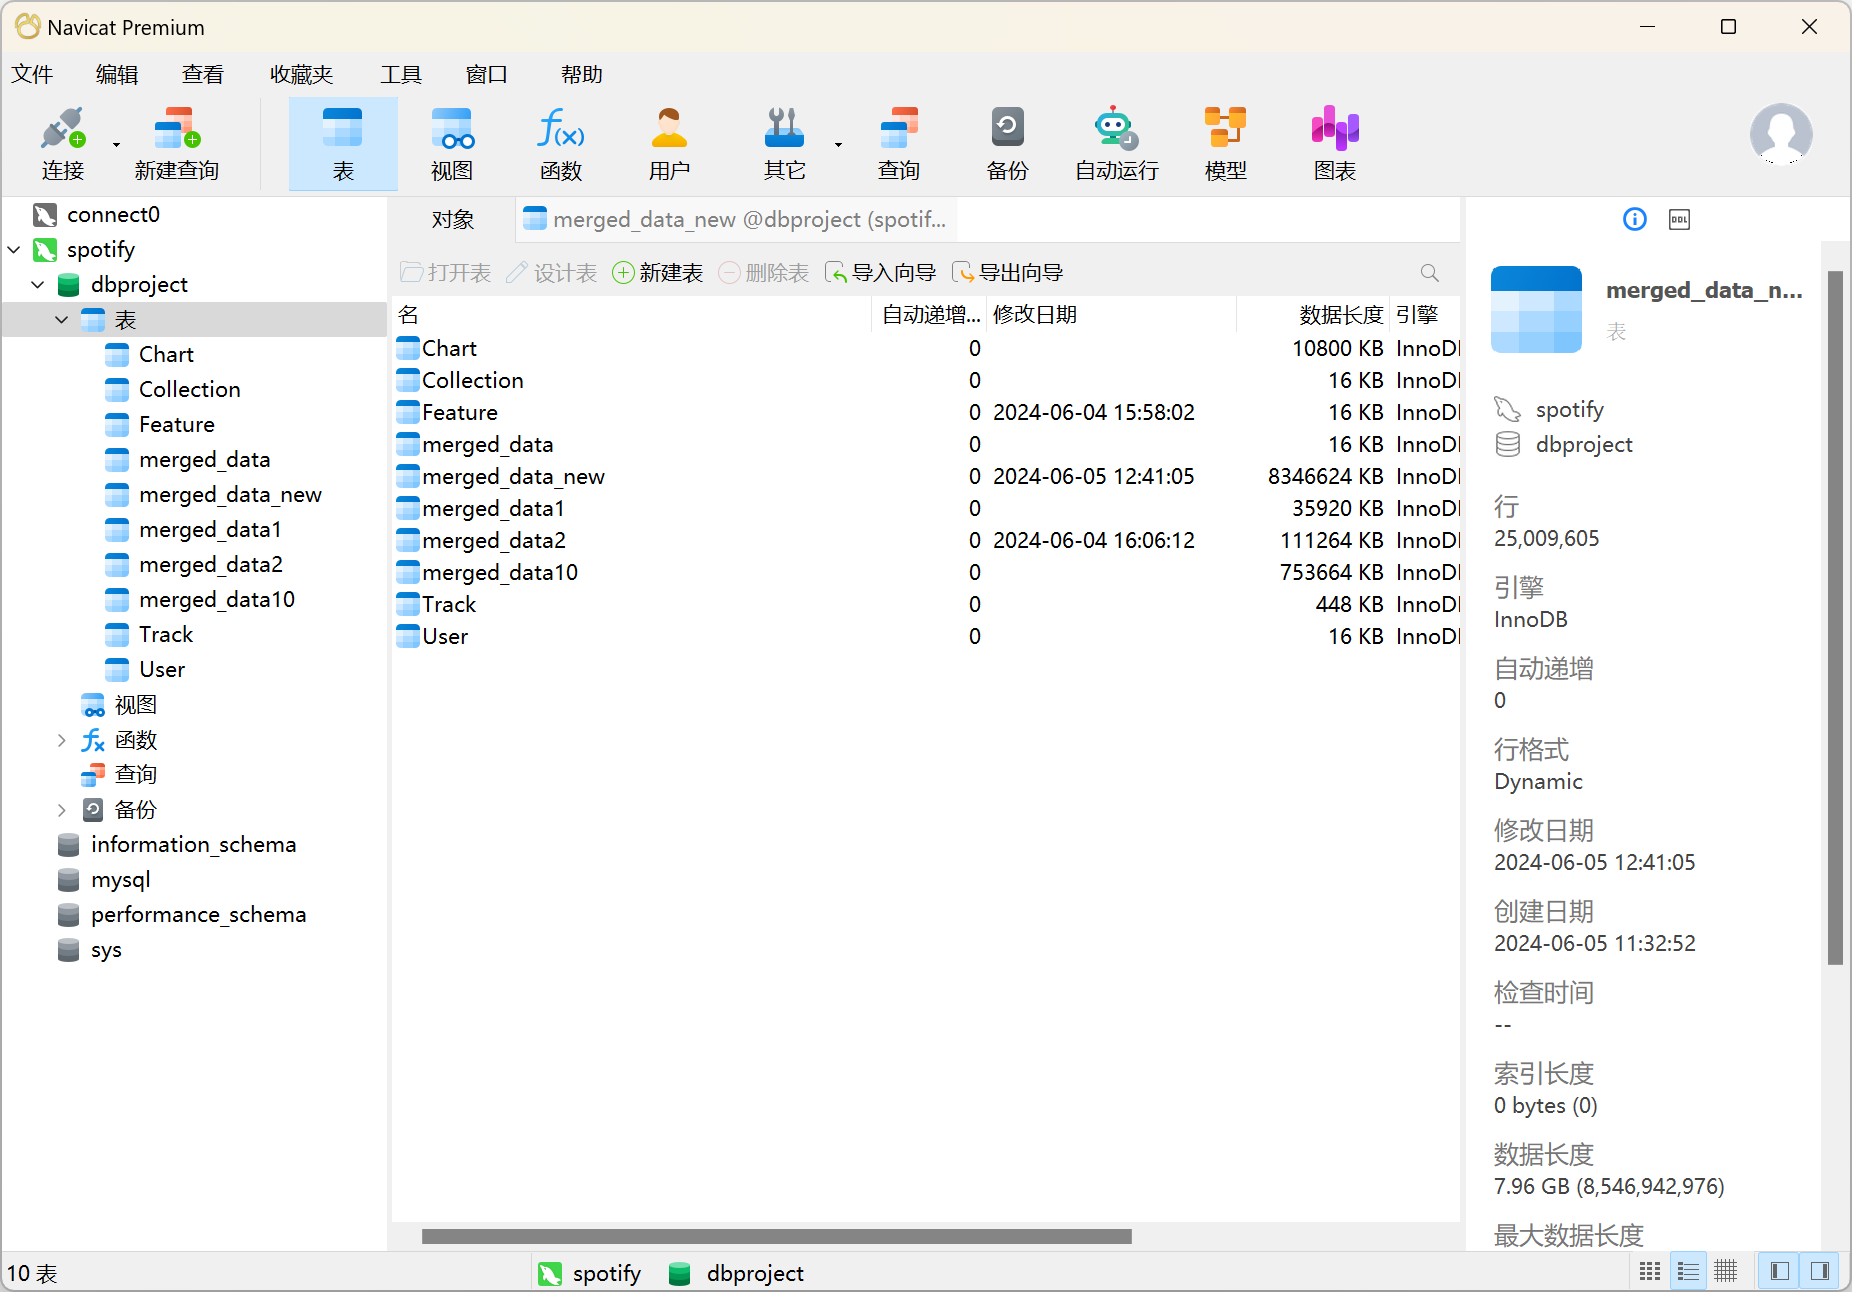 Navicat Premium
文件 编辑 查看 收藏夹 工具 窗口 帮助
连接 新建查询 表 视图 函数 用户 其它 查询 备份 自动运行 模型 图表
connect0
spotify
dbproject
表
Chart
Collection
Feature
merged_data
merged_data_new
merged_data1
merged_data2
merged_data10
Track
User
视图
函数
查询
备份
information_schema
mysql
performance_schema
sys
对象 merged_data_new @dbproject (spotif...
打开表 设计表 新建表 删除表 导入向导 导出向导
名 自动递增... 修改日期 数据长度 引擎
Chart 0 10800 KB InnoDI
Collection 0 16 KB InnoDI
Feature 0 2024-06-04 15:58:02 16 KB InnoDI
merged_data 0 16 KB InnoDI
merged_data_new 0 2024-06-05 12:41:05 8346624 KB InnoDI
merged_data1 0 35920 KB InnoDI
merged_data2 0 2024-06-04 16:06:12 111264 KB InnoDI
merged_data10 0 753664 KB InnoDI
Track 0 448 KB InnoDI
User 0 16 KB InnoDI
DDL
merged_data_n...
表
spotify
dbproject
行
25,009,605
引擎
InnoDB
自动递增
0
行格式
Dynamic
修改日期
2024-06-05 12:41:05
创建日期
2024-06-05 11:32:52
检查时间
--
索引长度
0 bytes (0)
数据长度
7.96 GB (8,546,942,976)
最大数据长度
10 表 spotify dbproject